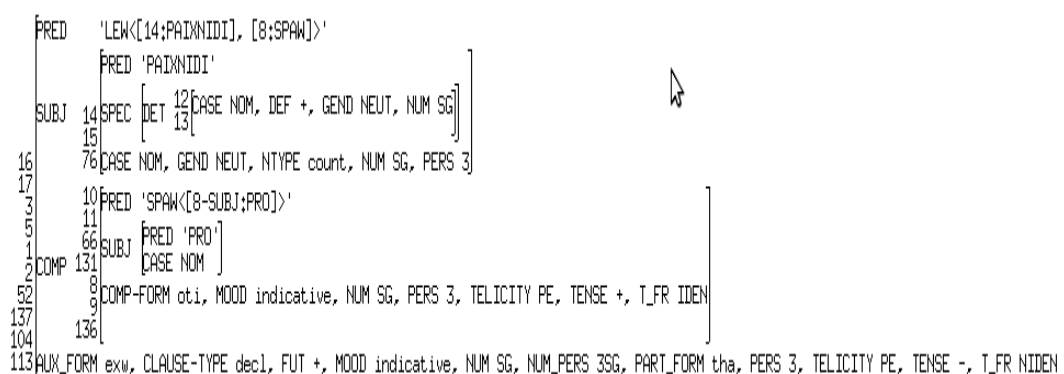 PRED 'LEW<[14:PAIXNIDI], [8:SPAW]>'
PRED 'PAIXNIDI'
SUBJ 14 SPEC DET 12 CASE NOM, DEF +, GEND NEUT, NUM SG
15 13
16 76 CASE NOM, GEND NEUT, NTYPE count, NUM SG, PERS 3
17
3 10 PRED 'SPAW<[8-SUBJ:PRO]>'
5 11
1 66 SUBJ PRED 'PRO'
2 COMP 131 CASE NOM
52 8 COMP-FORM oti, MOOD indicative, NUM SG, PERS 3, TELICITY PE, TENSE +, T_FR IDEN
137 9
104 136
113 AUX_FORM exw, CLAUSE-TYPE decl, FUT +, MOOD indicative, NUM SG, NUM_PERS 3SG, PART_FORM tha, PERS 3, TELICITY PE, TENSE -, T_FR NIDEN